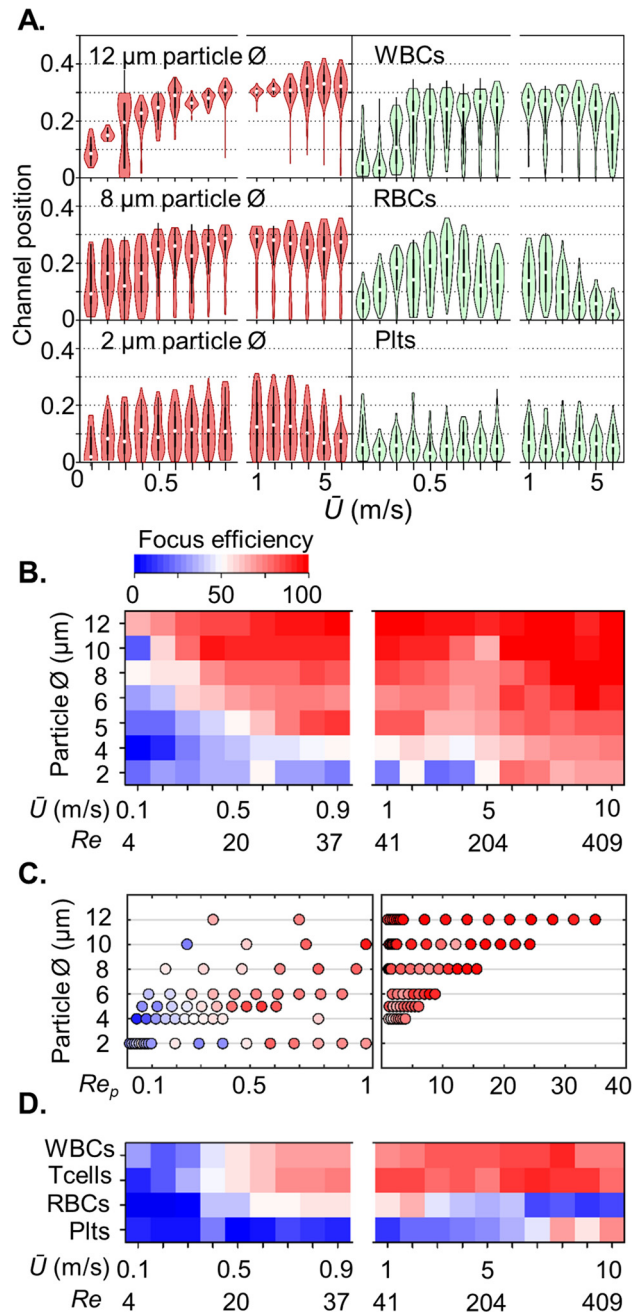 A.
12 µm particle Ø WBCs
0.4
0.2
0
8 µm particle Ø RBCs
0.4
0.2
0
2 µm particle Ø Plts
0.4
0.2
0
Channel position
0 0.5 1 5 0.5 1 5
Ū (m/s)
Focus efficiency
0 50 100
B.
12
10
8
6
5
4
2
Particle Ø (µm)
Ū (m/s) 0.1 0.5 0.9 1 5 10
Re 4 20 37 41 204 409
C.
12
10
8
6
4
2
Particle Ø (µm)
Re_p 0.1 0.5 1 10 20 30 40
D.
WBCs
Tcells
RBCs
Plts
Ū (m/s) 0.1 0.5 0.9 1 5 10
Re 4 20 37 41 204 409